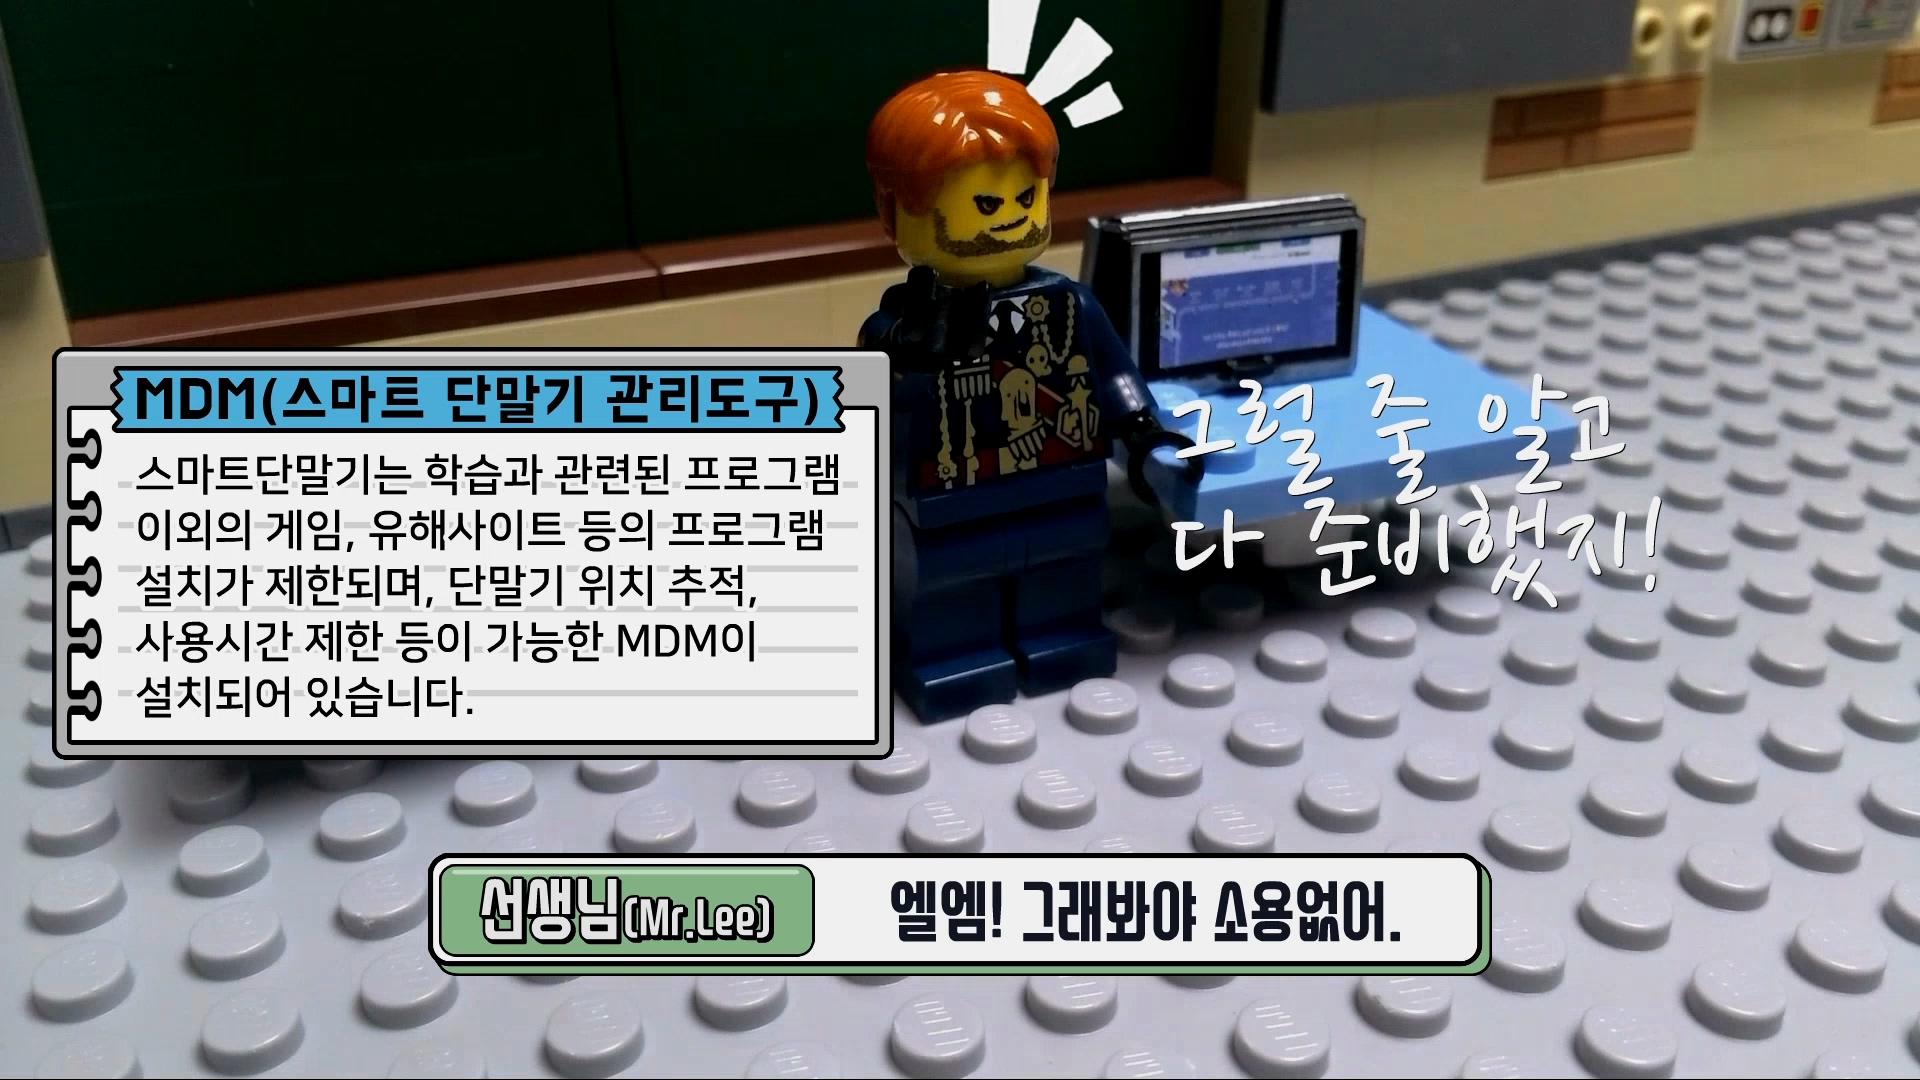 MDM(스마트 단말기 관리도구)
스마트단말기는 학습과 관련된 프로그램
이외의 게임, 유해사이트 등의 프로그램
설치가 제한되며, 단말기 위치 추적,
사용시간 제한 등이 가능한 MDM이
설치되어 있습니다.
그럴 줄 알고
다 준비했지!
선생님(Mr.Lee)
엘엠! 그래봐야 소용없어.